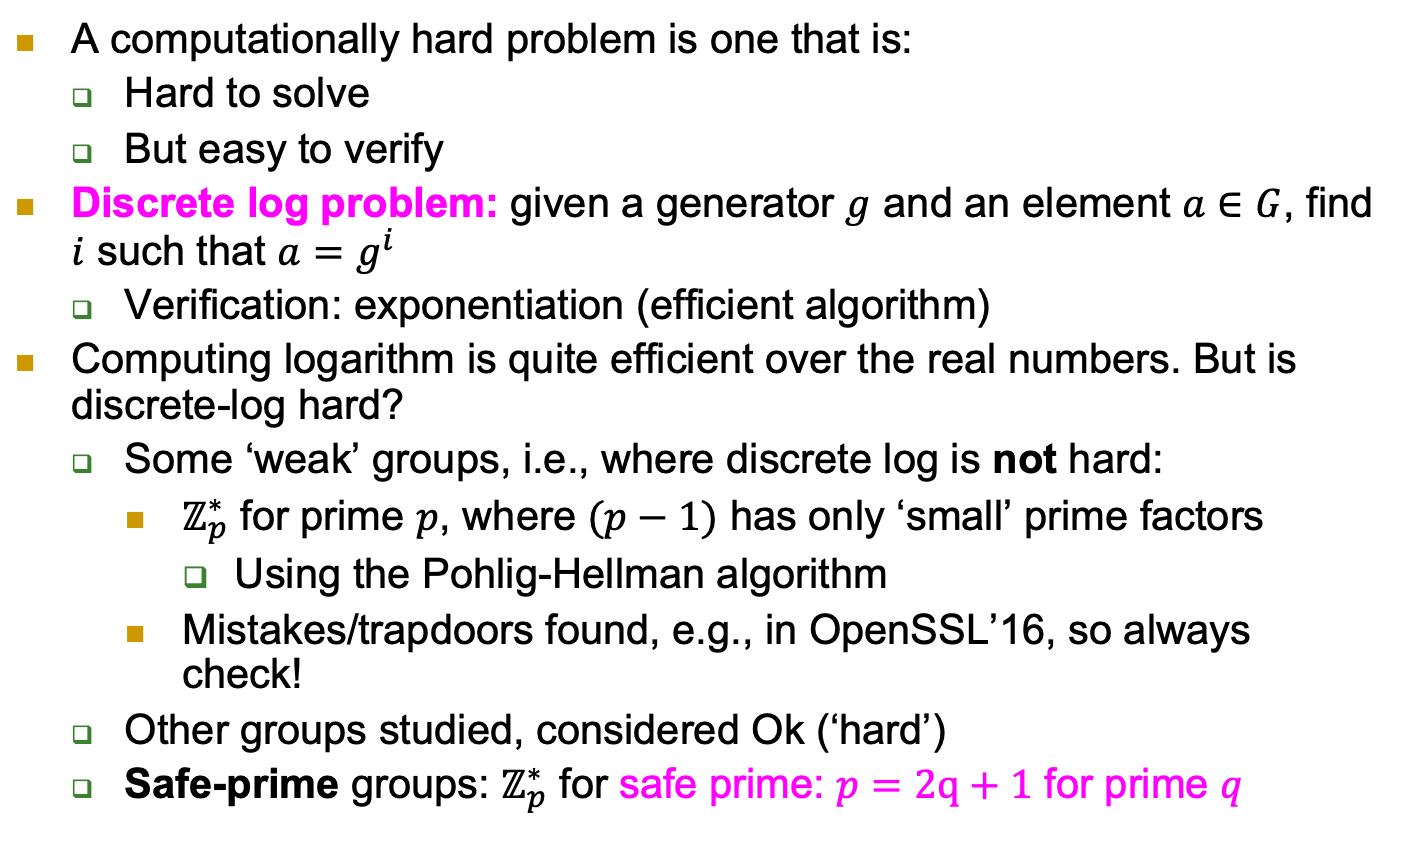 A computationally hard problem is one that is:
Hard to solve
But easy to verify
Discrete log problem: given a generator g and an element a ∈ G, find
i such that a = gⁱ
Verification: exponentiation (efficient algorithm)
Computing logarithm is quite efficient over the real numbers. But is
discrete-log hard?
Some ‘weak’ groups, i.e., where discrete log is not hard:
ℤ*ₚ for prime p, where (p − 1) has only ‘small’ prime factors
Using the Pohlig-Hellman algorithm
Mistakes/trapdoors found, e.g., in OpenSSL’16, so always
check!
Other groups studied, considered Ok (‘hard’)
Safe-prime groups: ℤ*ₚ for safe prime: p = 2q + 1 for prime q